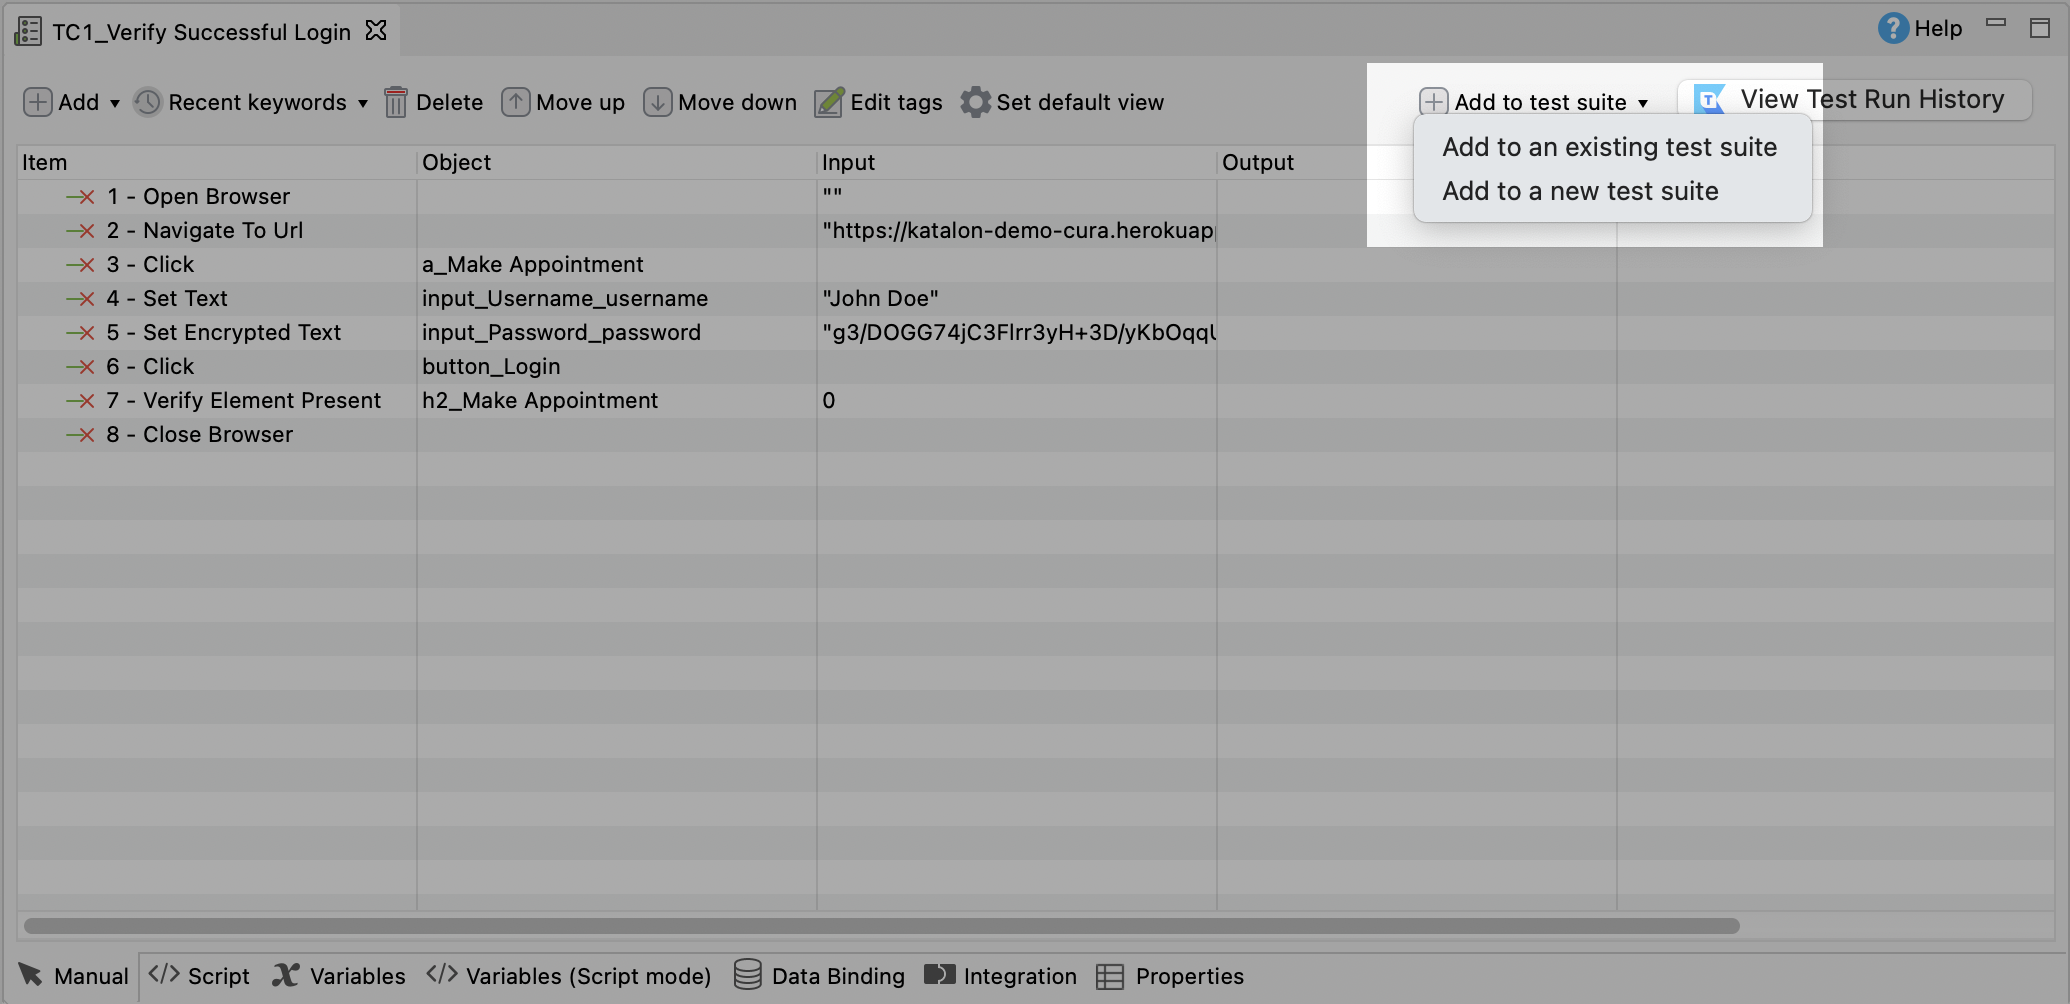 TC1_Verify Successful Login
Help
Add
Recent keywords
Delete
Move up
Move down
Edit tags
Set default view
Add to test suite
T
View Test Run History
Add to an existing test suite
Add to a new test suite
Item Object Input Output
1 - Open Browser ""
2 - Navigate To Url "https://katalon-demo-cura.herokuapp
3 - Click a_Make Appointment
4 - Set Text input_Username_username "John Doe"
5 - Set Encrypted Text input_Password_password "g3/DOGG74jC3Flrr3yH+3D/yKbOqqU
6 - Click button_Login
7 - Verify Element Present h2_Make Appointment 0
8 - Close Browser
Manual
Script
Variables
Variables (Script mode)
Data Binding
Integration
Properties